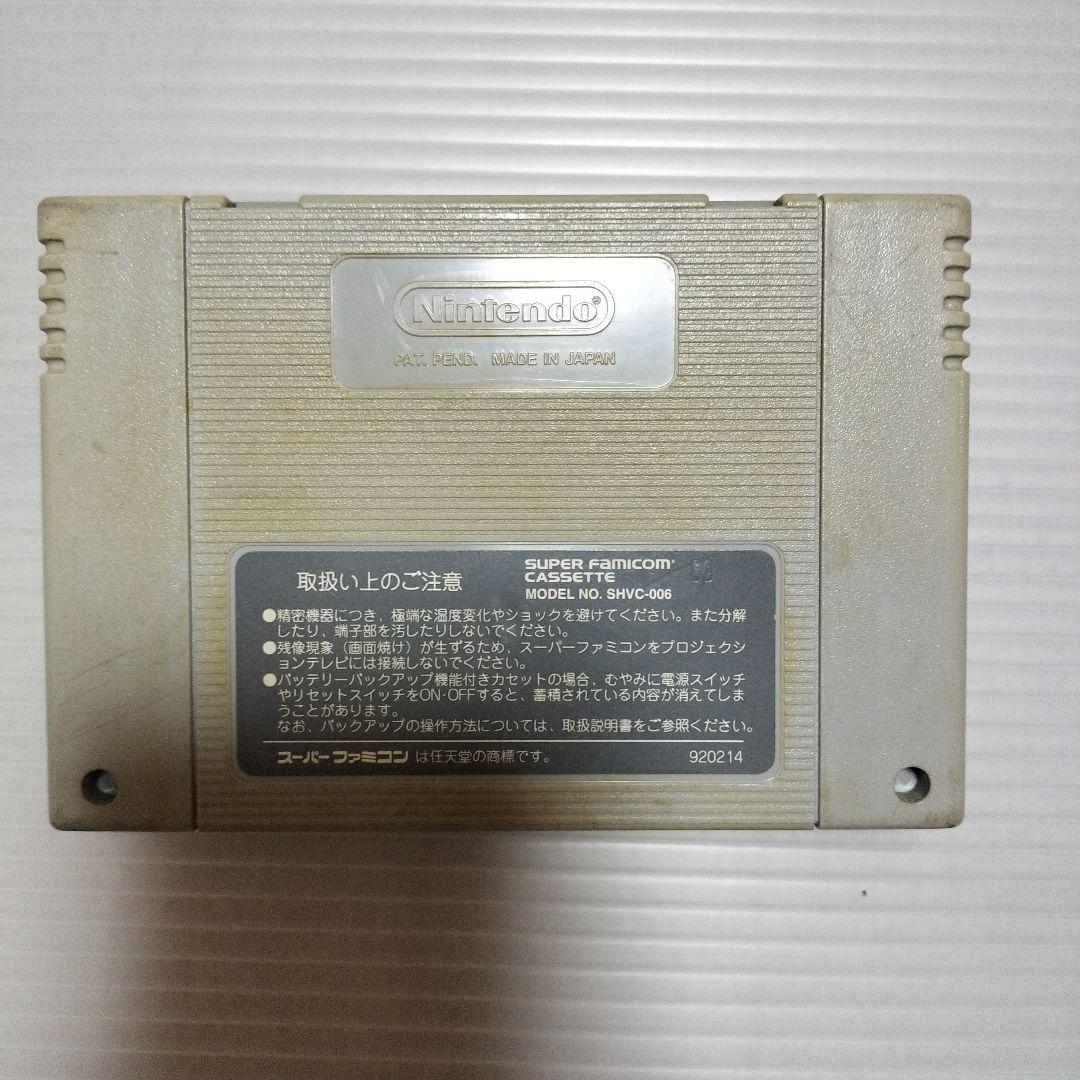 Nintendo®
PAT. PEND. MADE IN JAPAN
取扱い上のご注意
SUPER FAMICOM®
CASSETTE
MODEL NO. SHVC-006
●精密機器につき、極端な温度変化やショックを避けてください。また分解
したり、端子部を汚したりしないでください。
●残像現象（画面焼け）が生ずるため、スーパーファミコンをプロジェクシ
ョンテレビには接続しないでください。
●バッテリーバックアップ機能付きカセットの場合、むやみに電源スイッチ
やリセットスイッチをON·OFFすると、蓄積されている内容が消えてしま
うことがあります。
なお、バックアップの操作方法については、取扱説明書をご参照ください。
スーパーファミコン は任天堂の商標です。
920214